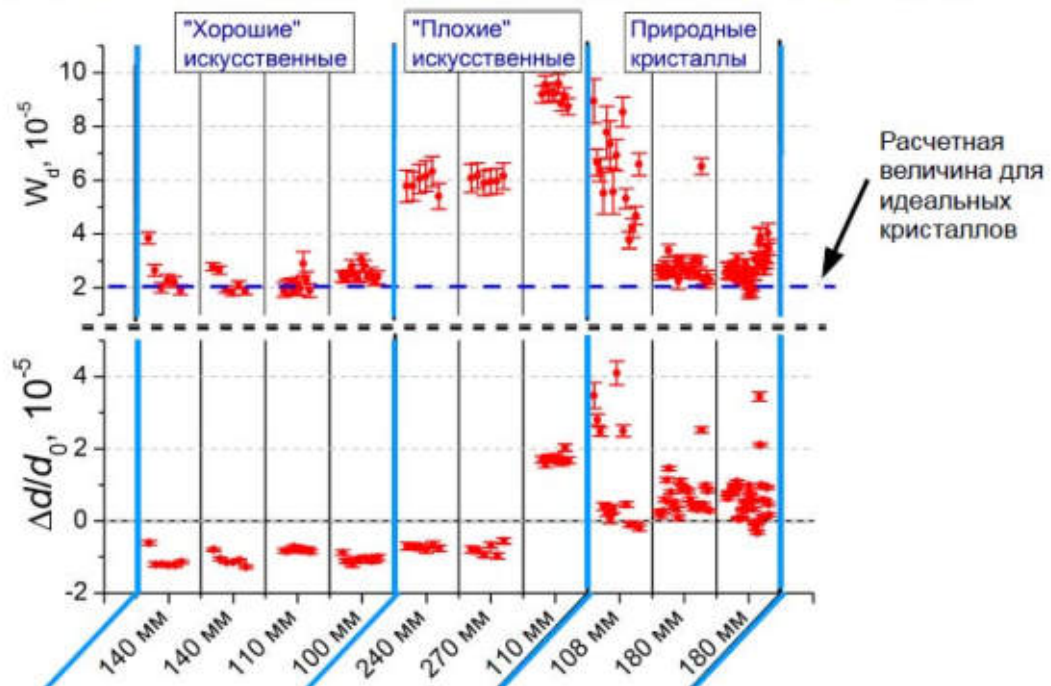 "Хорошие"
искусственные
"Плохие"
искусственные
Природные
кристаллы
W_d, 10^-5
10
8
6
4
2
Расчетная
величина для
идеальных
кристаллов
Δd/d_0, 10^-5
4
2
0
-2
140 мм
140 мм
110 мм
100 мм
240 мм
270 мм
110 мм
108 мм
180 мм
180 мм